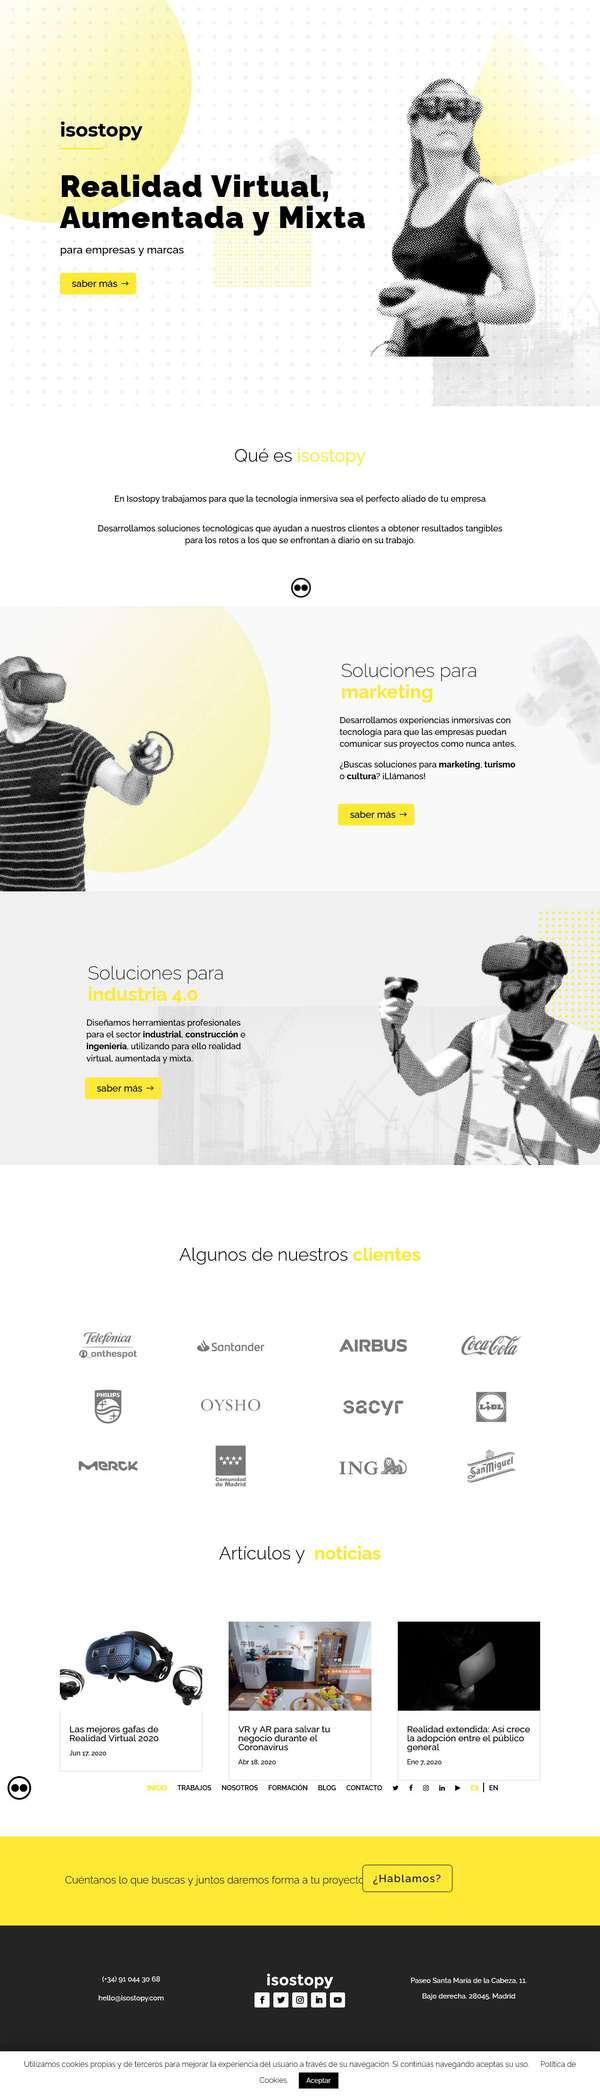 isostopy
Realidad Virtual,
Aumentada y Mixta
para empresas y marcas
saber más →
Qué es isostopy
En Isostopy trabajamos para que la tecnología inmersiva sea el perfecto aliado de tu empresa
Desarrollamos soluciones tecnológicas que ayudan a nuestros clientes a obtener resultados tangibles
para los retos a los que se enfrentan a diario en su trabajo.
Soluciones para
marketing
Desarrollamos experiencias inmersivas con
tecnología para que las empresas puedan
comunicar sus proyectos como nunca antes.
¿Buscas soluciones para marketing, turismo
o cultura? ¡Llámanos!
saber más →
Soluciones para
industria 4.0
Diseñamos herramientas profesionales
para el sector industrial, construcción e
ingeniería, utilizando para ello realidad
virtual, aumentada y mixta.
saber más →
Algunos de nuestros clientes
Telefónica
on the spot
Santander
AIRBUS
Coca-Cola
PHILIPS
OYSHO
sacyr
LIDL
MERCK
Comunidad
de Madrid
ING
San Miguel
Artículos y noticias
Las mejores gafas de
Realidad Virtual 2020
Jun 17, 2020
VR y AR para salvar tu
negocio durante el
Coronavirus
Abr 18, 2020
Realidad extendida: Así crece
la adopción entre el público
general
Ene 7, 2020
INICIO TRABAJOS NOSOTROS FORMACIÓN BLOG CONTACTO ES | EN
Cuéntanos lo que buscas y juntos daremos forma a tu proyecto
¿Hablamos?
(+34) 91 044 30 68
hello@isostopy.com
isostopy
Paseo Santa María de la Cabeza, 11.
Bajo derecha. 28045. Madrid
Utilizamos cookies propias y de terceros para mejorar la experiencia del usuario a través de su navegación. Si continúas navegando aceptas su uso. Política de
Cookies Aceptar